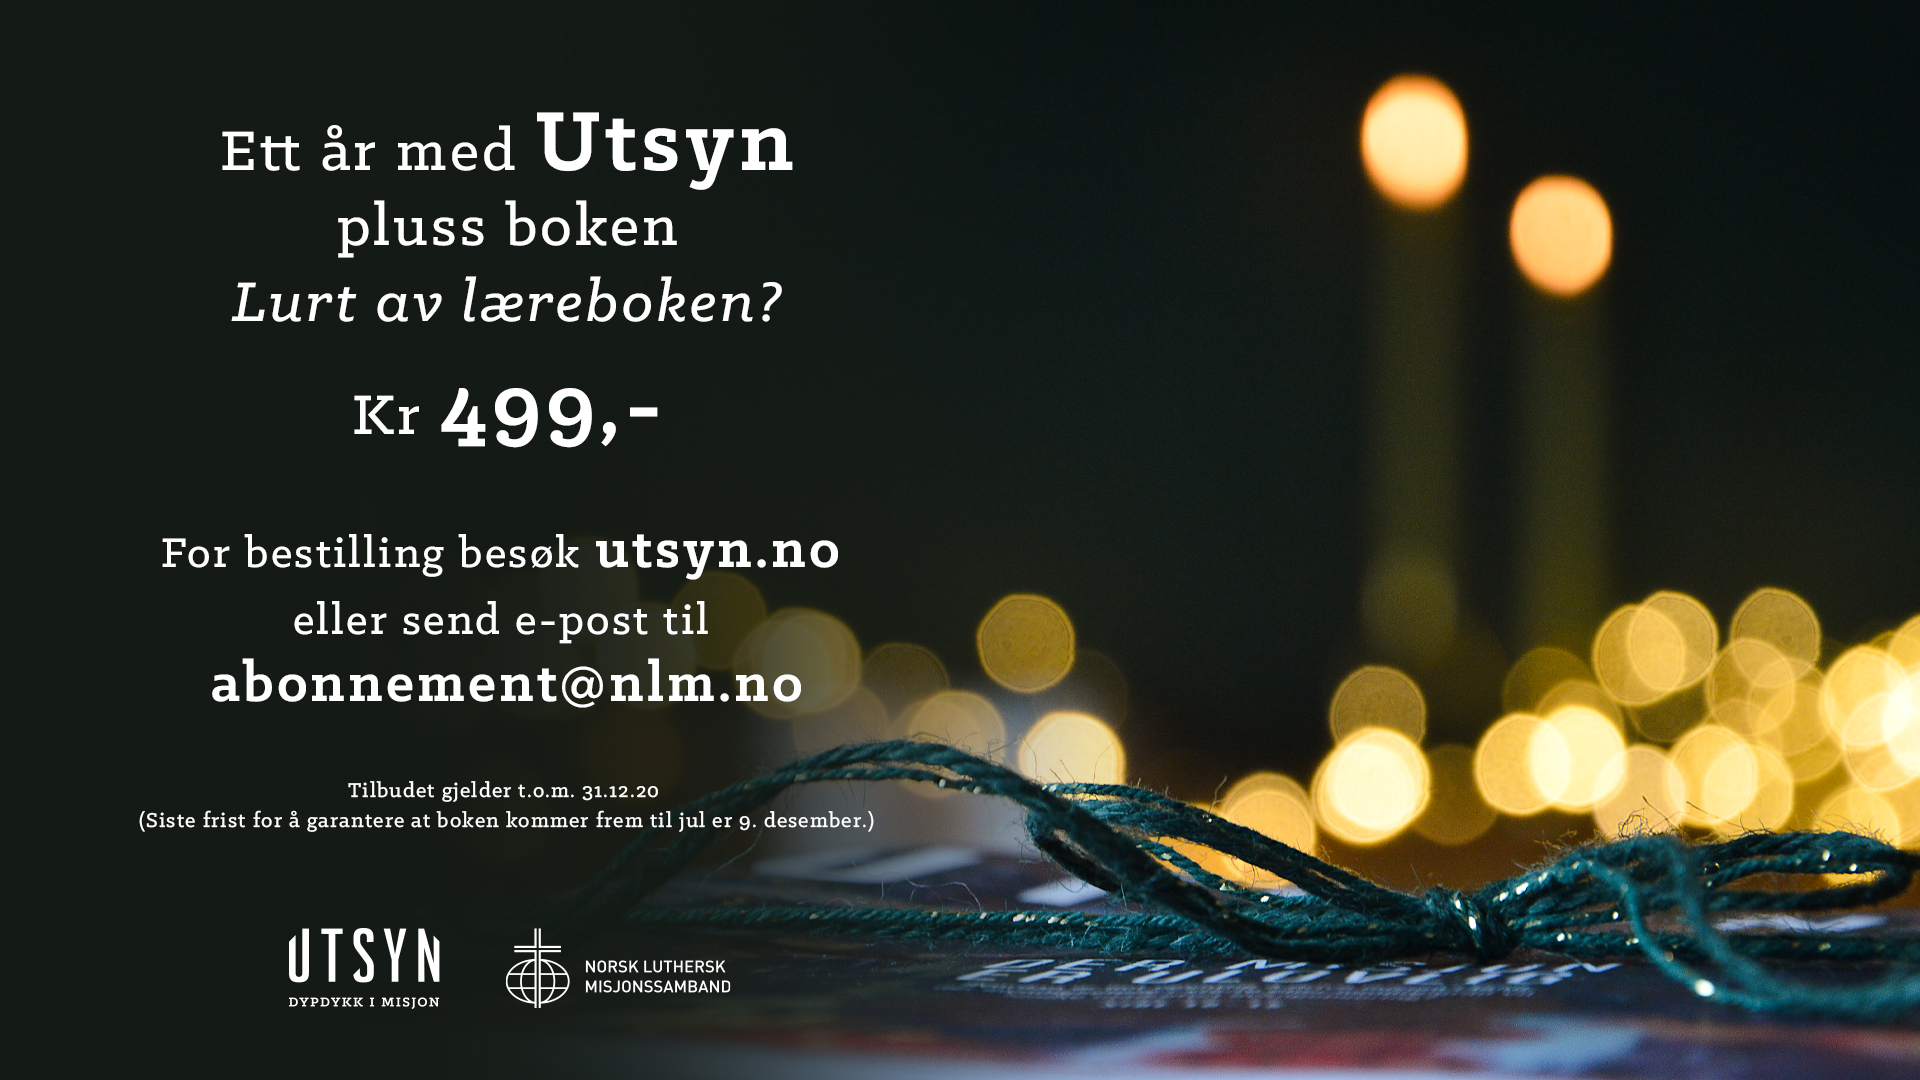 Ett år med Utsyn
pluss boken
Lurt av læreboken?
Kr 499,-
For bestilling besøk utsyn.no
eller send e-post til
abonnement@nlm.no
Tilbudet gjelder t.o.m. 31.12.20
(Siste frist for å garantere at boken kommer frem til jul er 9. desember.)
UTSYN
DYPDYKK I MISJON
NORSK LUTHERSK
MISJONSSAMBAND